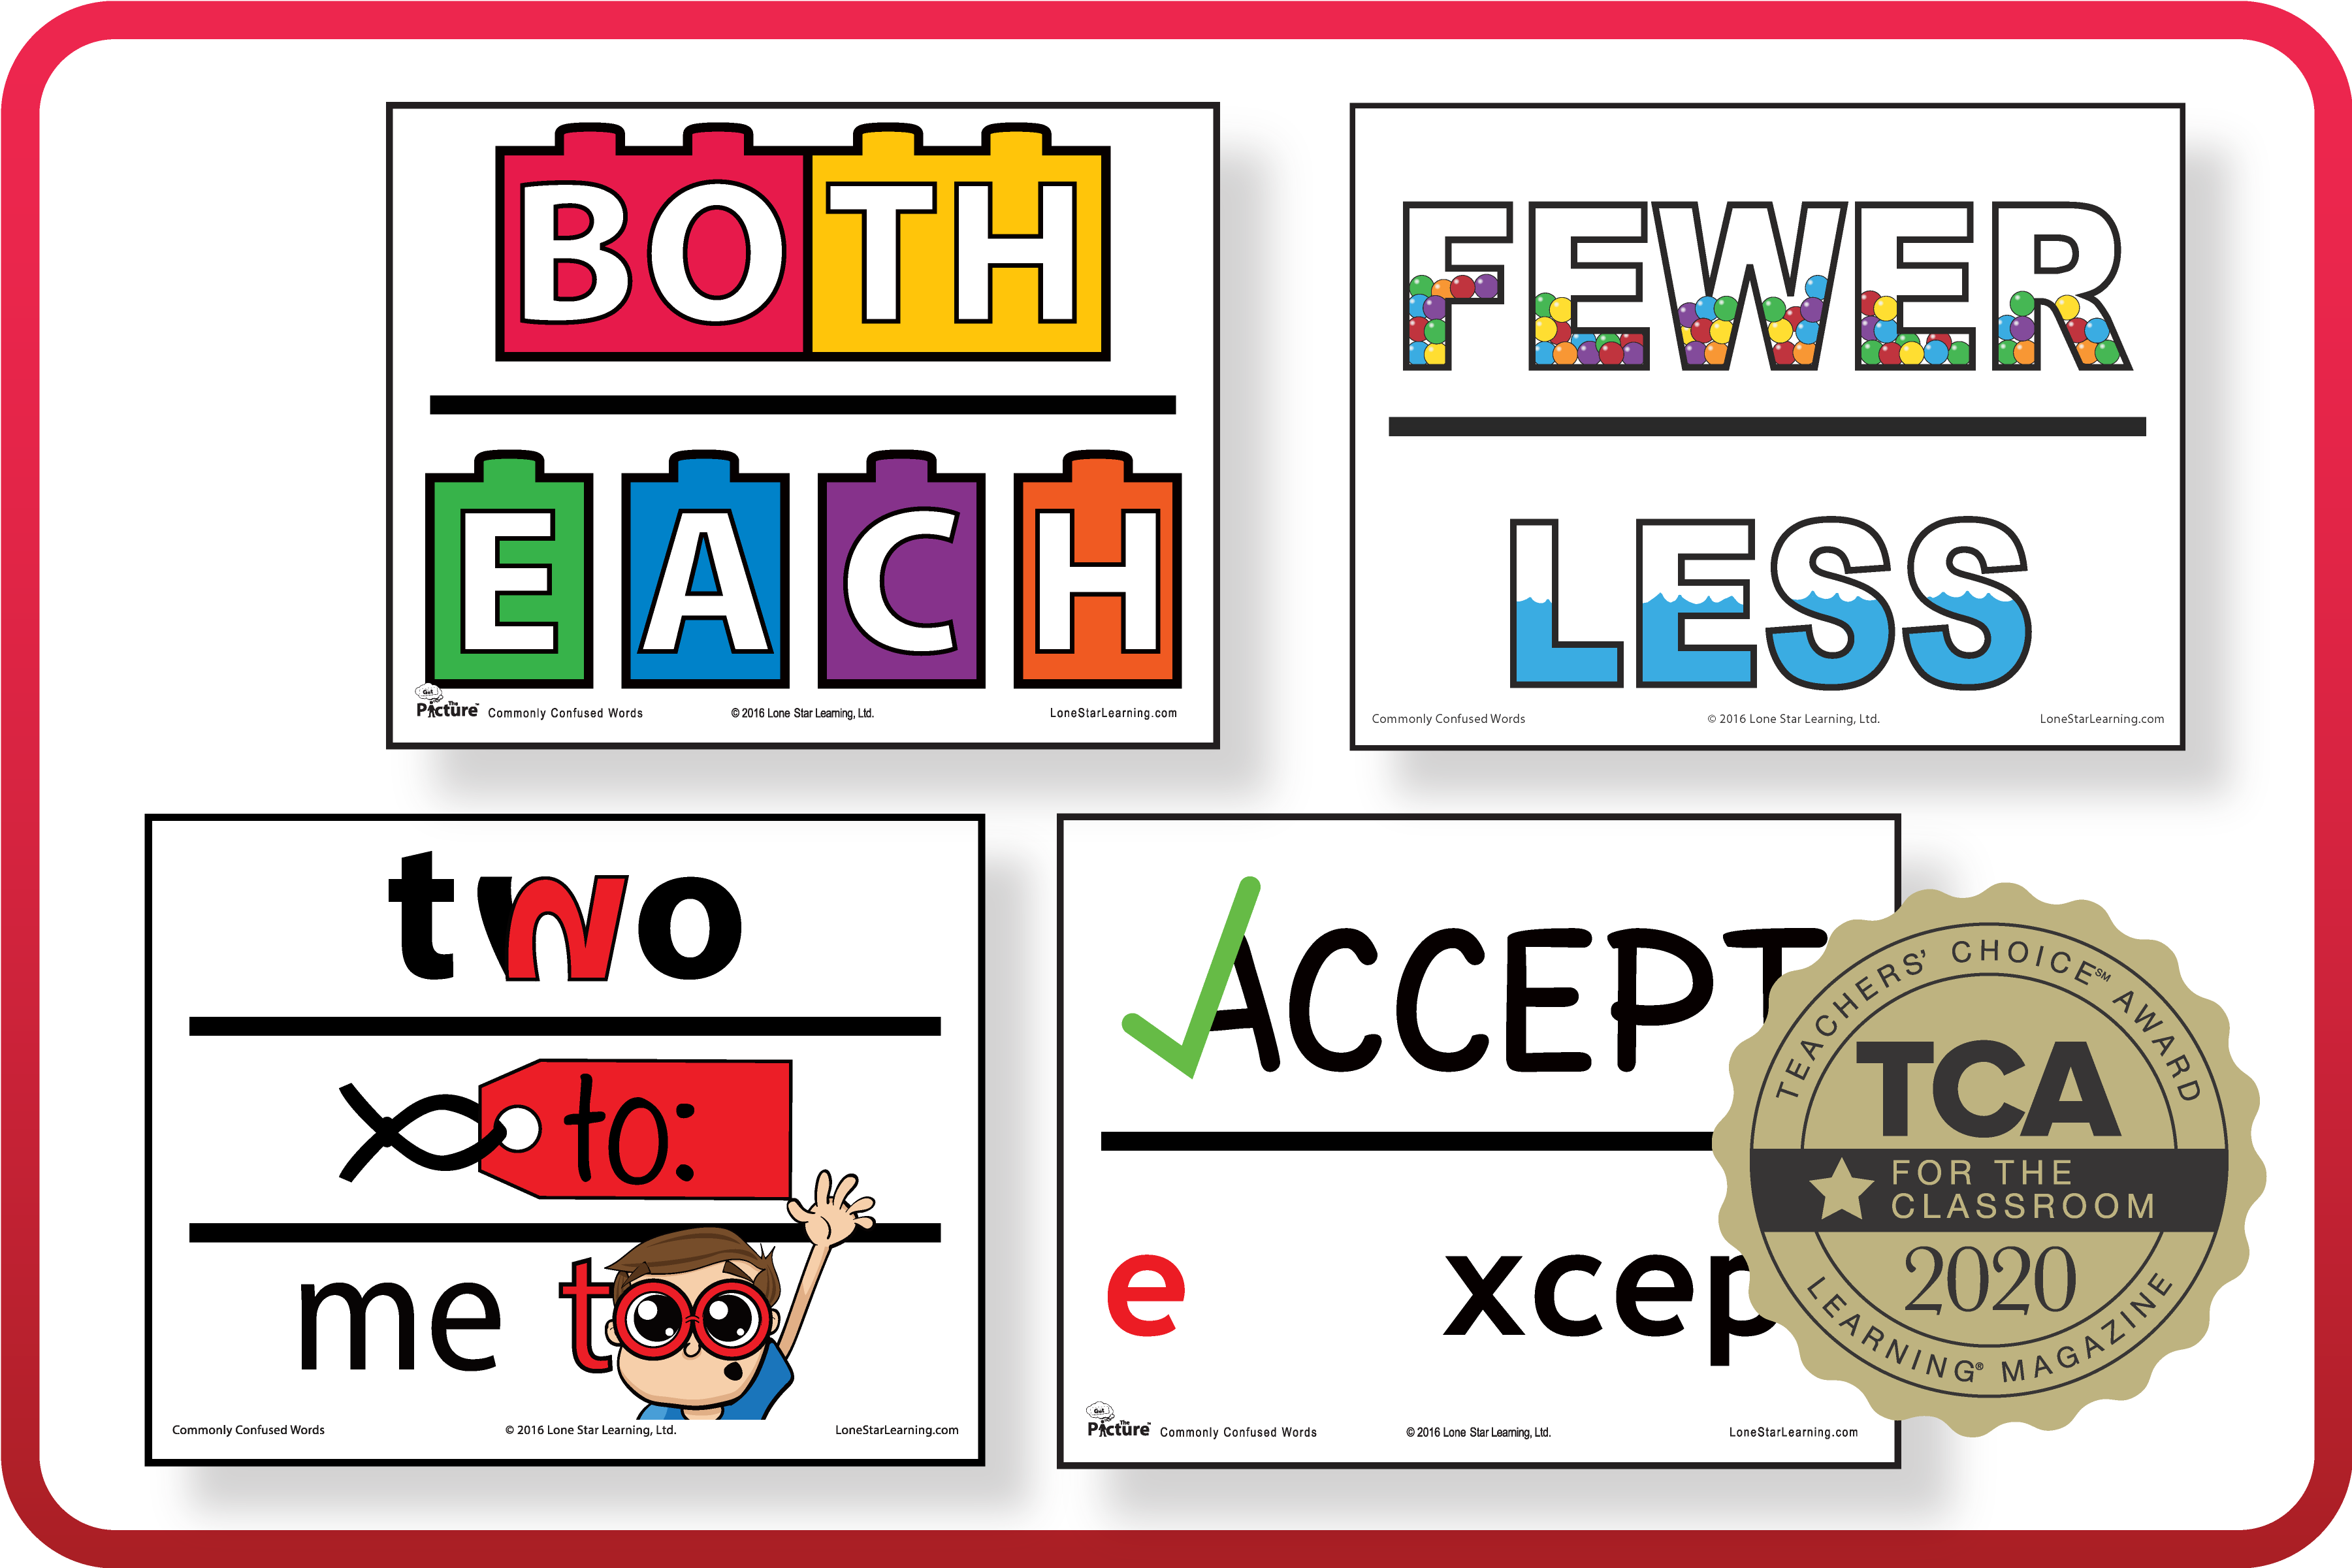 BOTH
EACH
Get
The
Picture™ Commonly Confused Words © 2016 Lone Star Learning, Ltd. LoneStarLearning.com
FEWER
LESS
Commonly Confused Words © 2016 Lone Star Learning, Ltd. LoneStarLearning.com
two
to:
me too
Commonly Confused Words © 2016 Lone Star Learning, Ltd. LoneStarLearning.com
ACCEPT
e xcep
Get
The
Picture™ Commonly Confused Words © 2016 Lone Star Learning, Ltd. LoneStarLearning.com
TEACHERS' CHOICE℠ AWARD
TCA
FOR THE
CLASSROOM
2020
LEARNING® MAGAZINE